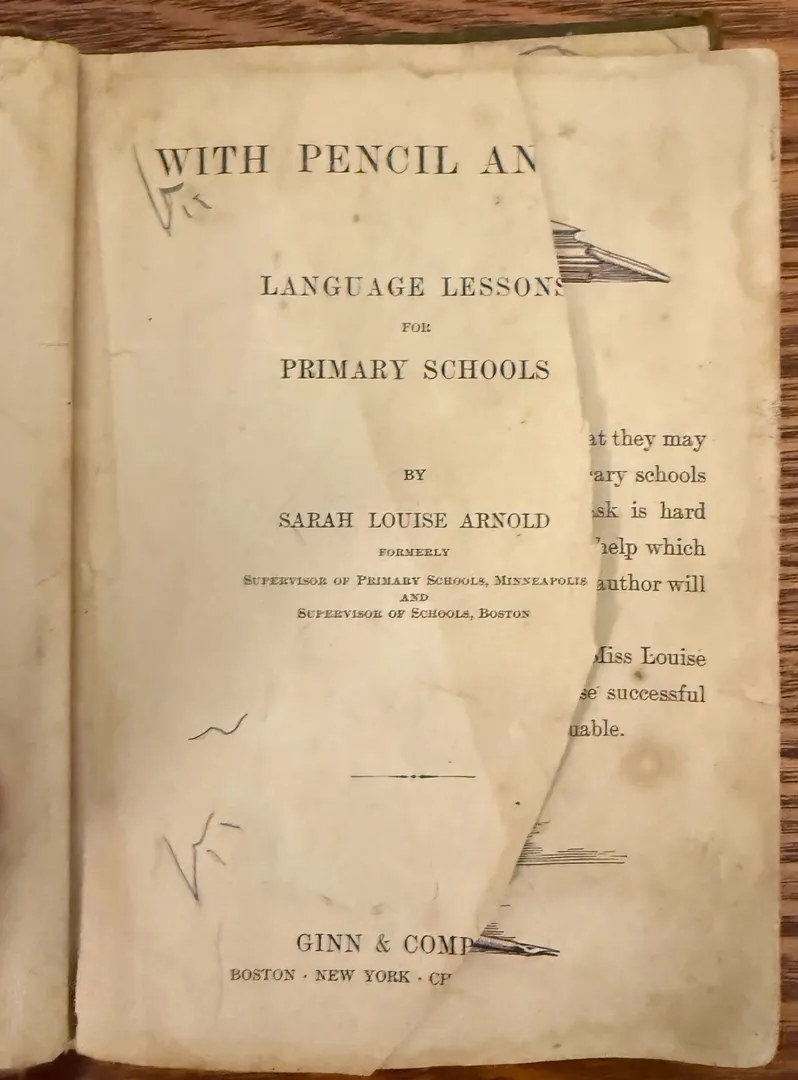 WITH PENCIL AN
LANGUAGE LESSONS
FOR
PRIMARY SCHOOLS
BY
SARAH LOUISE ARNOLD
FORMERLY
SUPERVISOR OF PRIMARY SCHOOLS, MINNEAPOLIS
AND
SUPERVISOR OF SCHOOLS, BOSTON
GINN & COMP
BOSTON · NEW YORK · CH
at they may
ary schools
sk is hard
help which
author will
Miss Louise
se successful
uable.